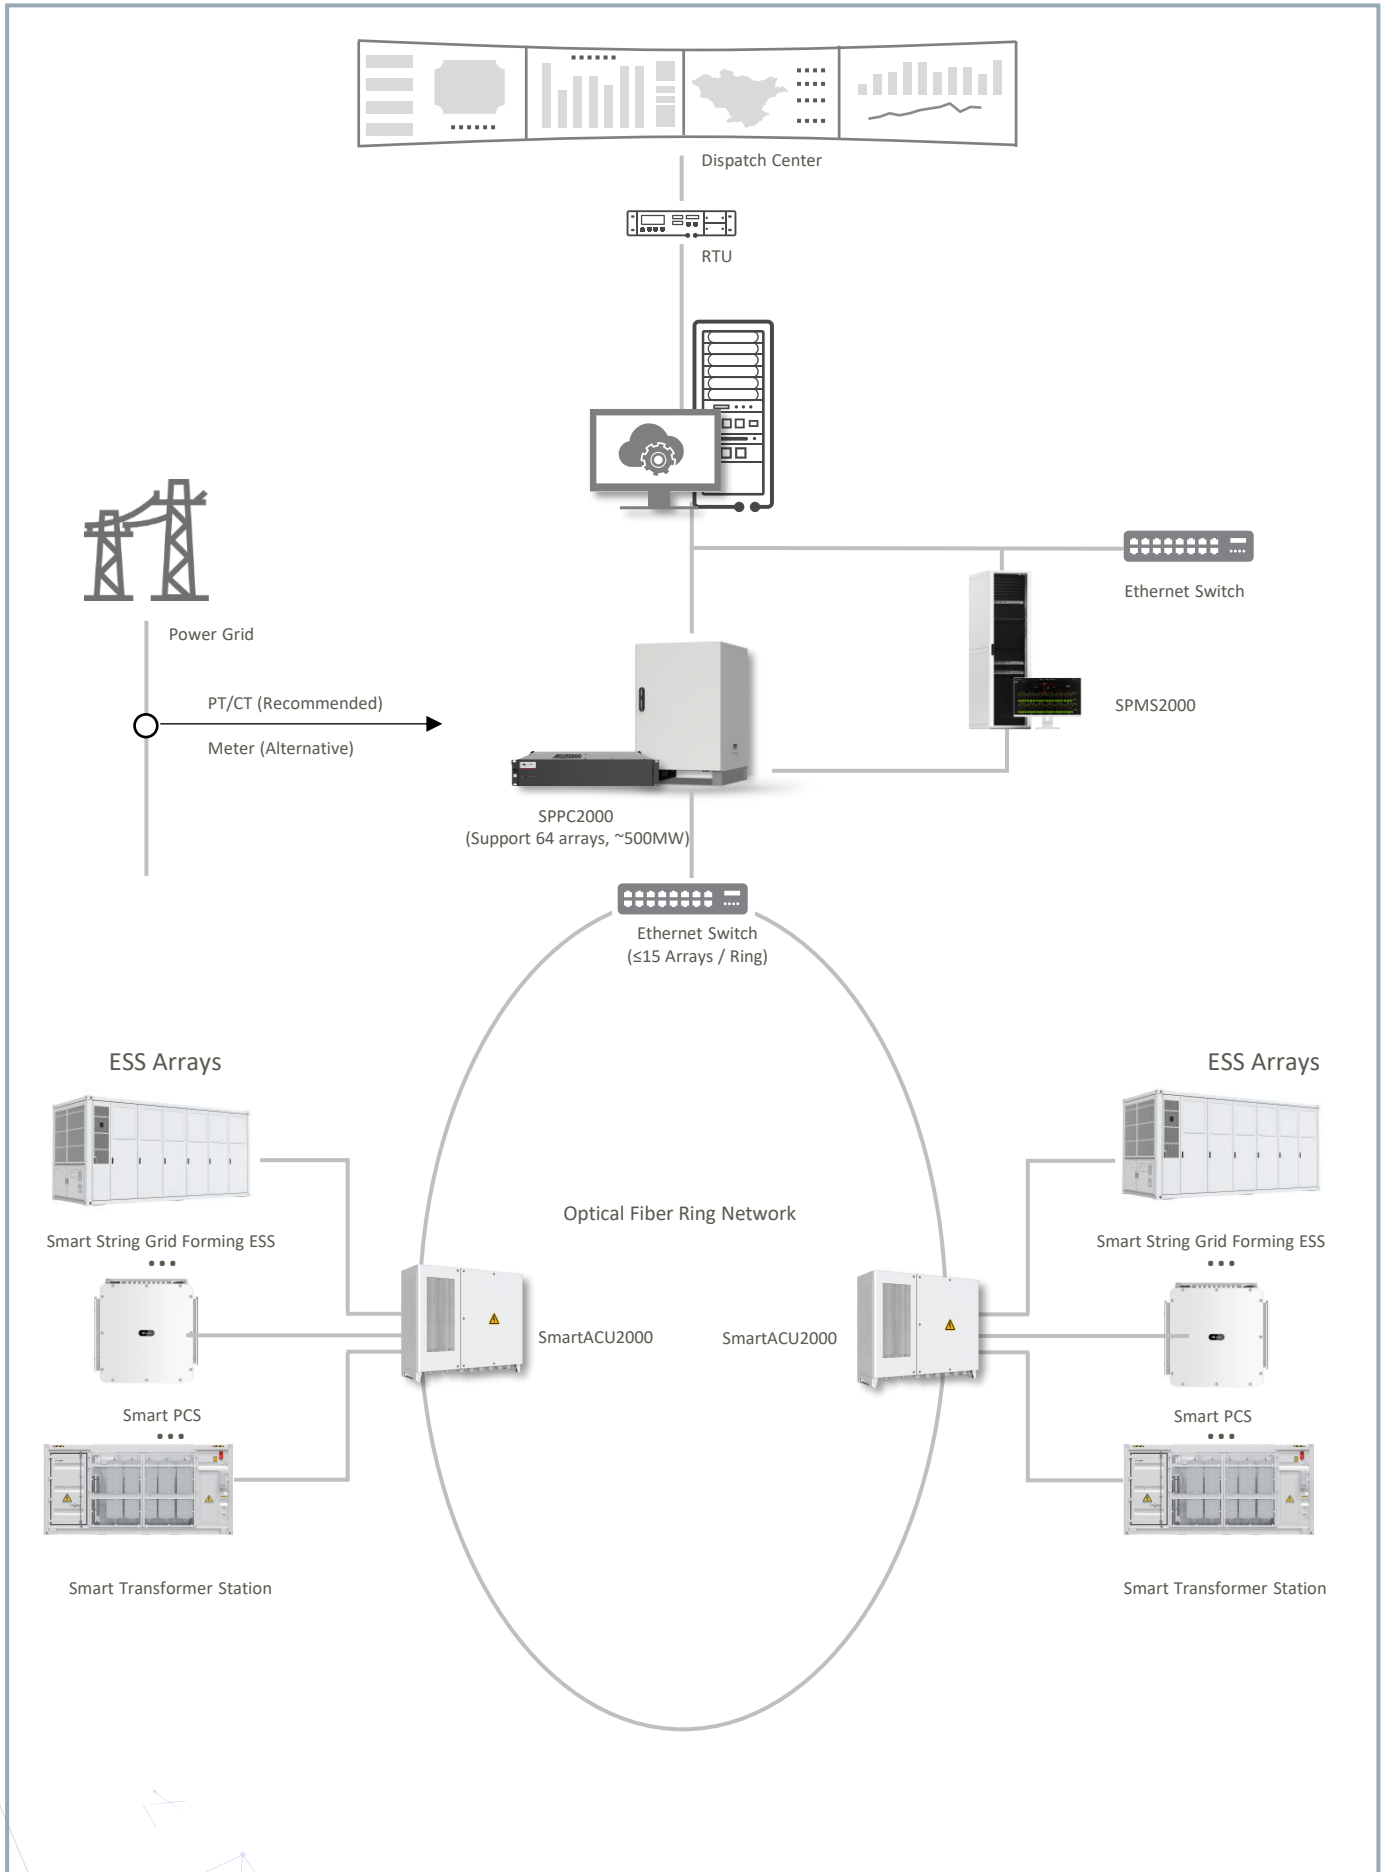 Dispatch Center
RTU
Ethernet Switch
Power Grid
PT/CT (Recommended)
Meter (Alternative)
SPMS2000
SPPC2000
(Support 64 arrays, ~500MW)
Ethernet Switch
(≤15 Arrays / Ring)
ESS Arrays
ESS Arrays
Optical Fiber Ring Network
Smart String Grid Forming ESS
Smart String Grid Forming ESS
SmartACU2000
SmartACU2000
Smart PCS
Smart PCS
Smart Transformer Station
Smart Transformer Station